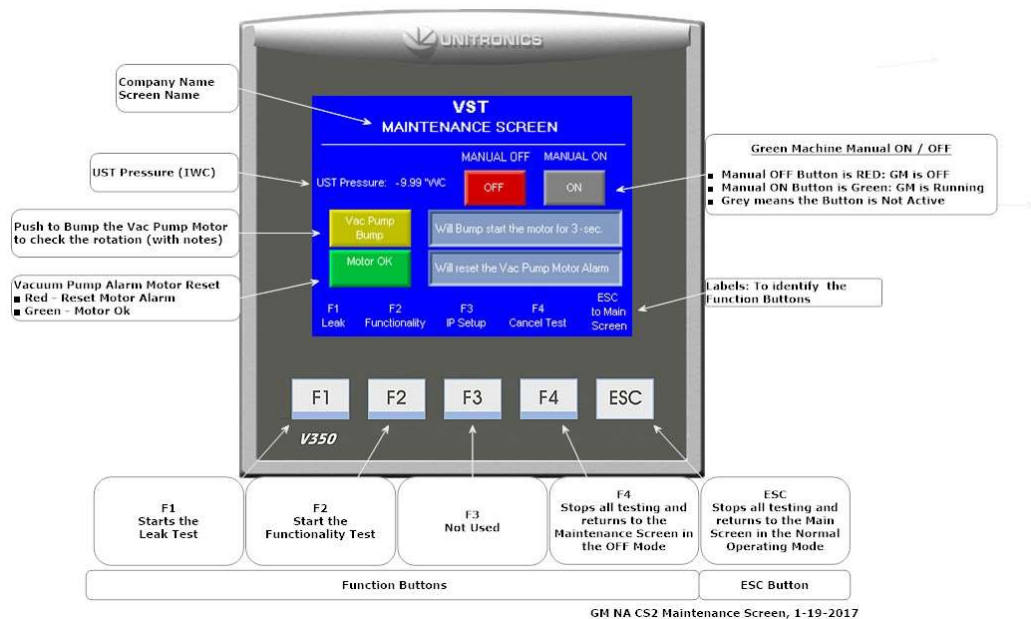 UNITRONICS
Company Name
Screen Name
VST
MAINTENANCE SCREEN
UST Pressure (IWC)
UST Pressure: -9.99 "WC
MANUAL OFF
MANUAL ON
OFF
ON
Green Machine Manual ON / OFF
■ Manual OFF Button is RED: GM is OFF
■ Manual ON Button is Green: GM is Running
■ Grey means the Button is Not Active
Push to Bump the Vac Pump Motor
to check the rotation (with notes)
Vac Pump
Bump
Will Bump start the motor for 3-sec.
Vacuum Pump Alarm Motor Reset
■ Red – Reset Motor Alarm
■ Green – Motor Ok
Motor OK
Will reset the Vac Pump Motor Alarm
Labels: To identify the
Function Buttons
F1
Leak
F2
Functionality
F3
IP Setup
F4
Cancel Test
ESC
to Main
Screen
F1
F2
F3
F4
ESC
V350
F1
Starts the
Leak Test
F2
Start the
Functionality Test
F3
Not Used
F4
Stops all testing and
returns to the
Maintenance Screen in
the OFF Mode
ESC
Stops all testing and
returns to the Main
Screen in the Normal
Operating Mode
Function Buttons
ESC Button
GM NA CS2 Maintenance Screen, 1-19-2017